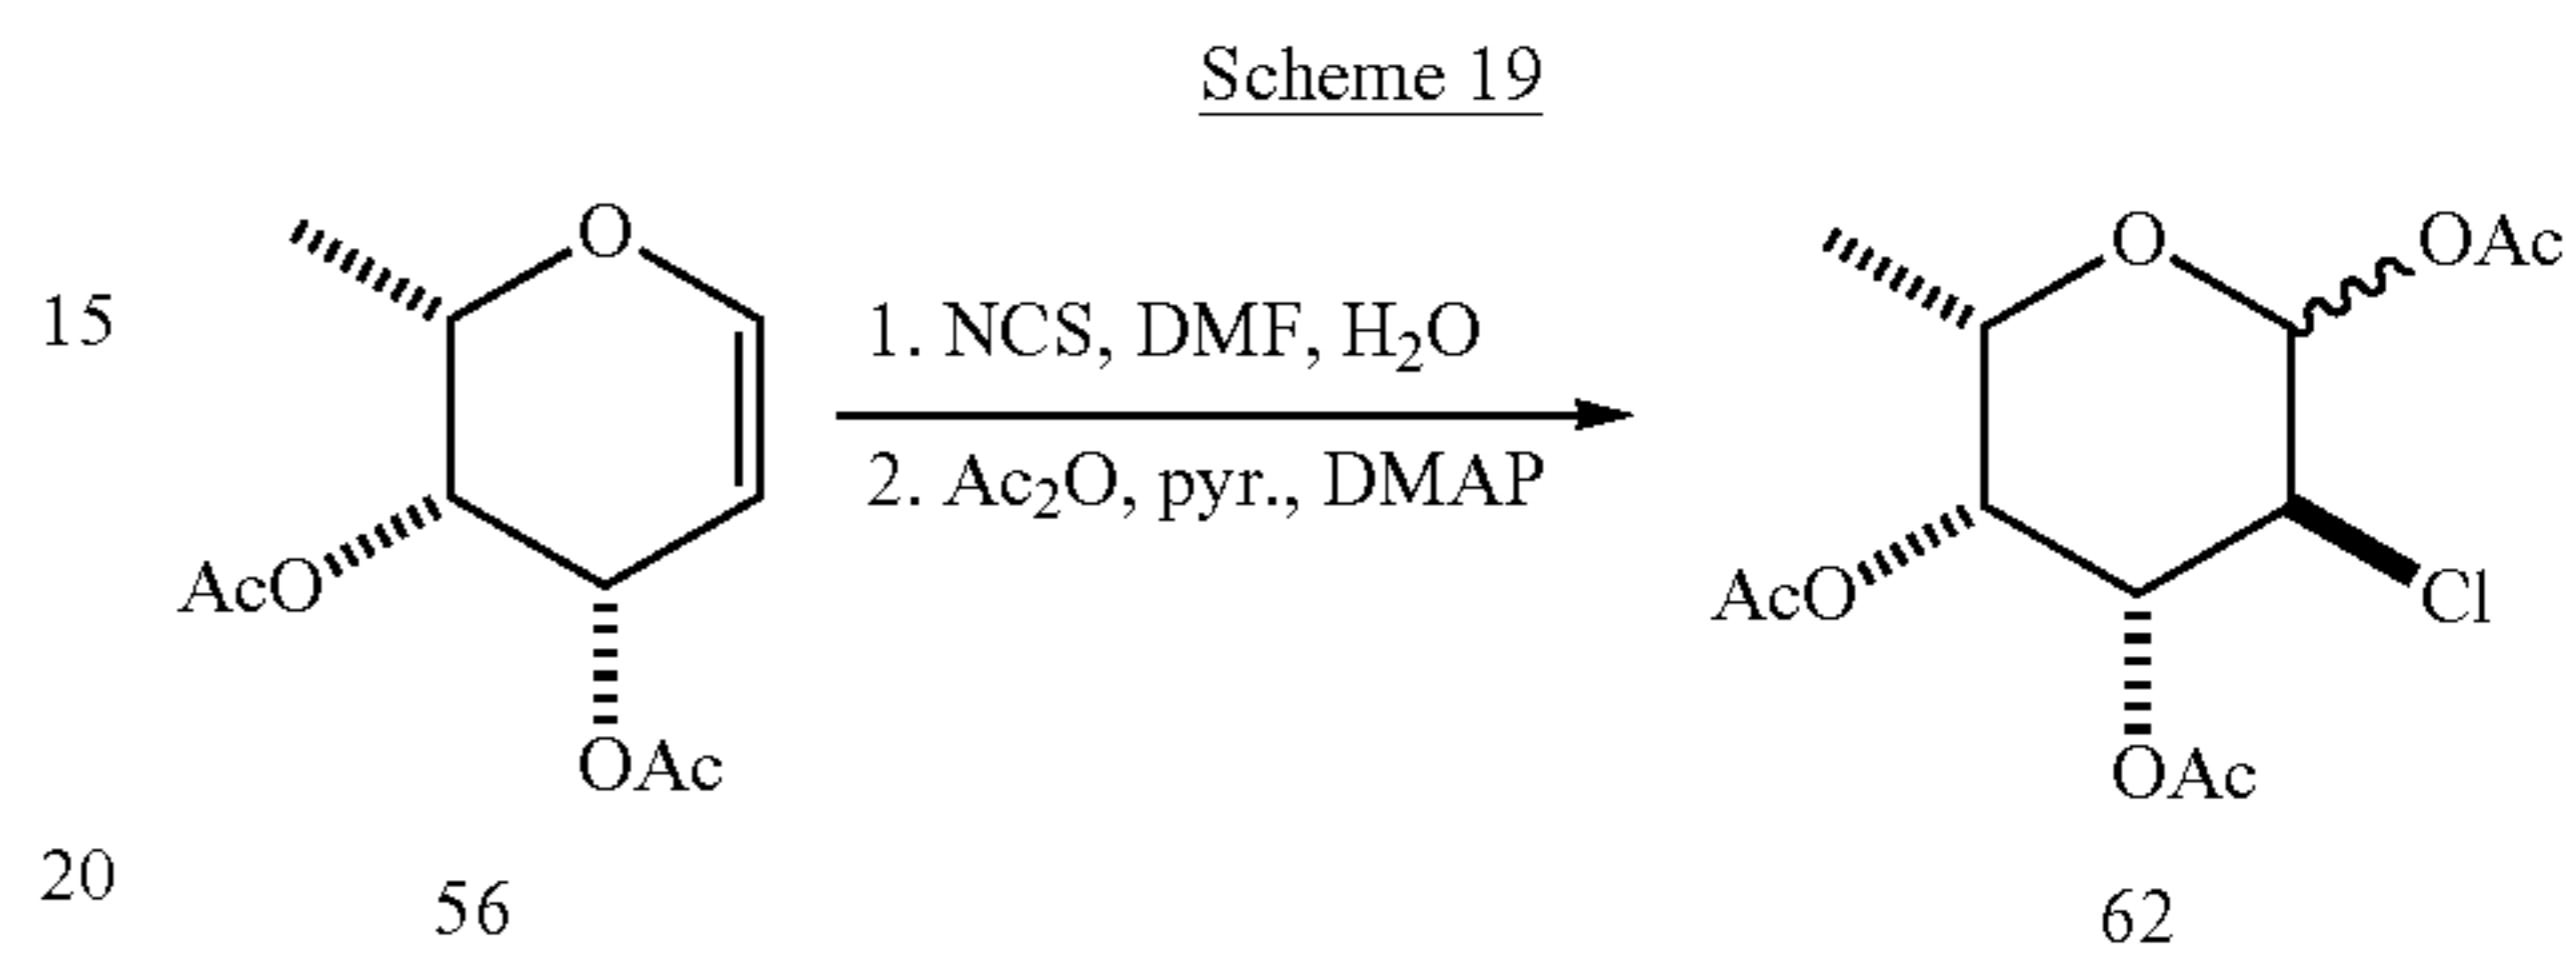 Scheme 19
15
O
AcO
OAc
56
1. NCS, DMF, H₂O
2. Ac₂O, pyr., DMAP
O
OAc
AcO
Cl
OAc
62
20